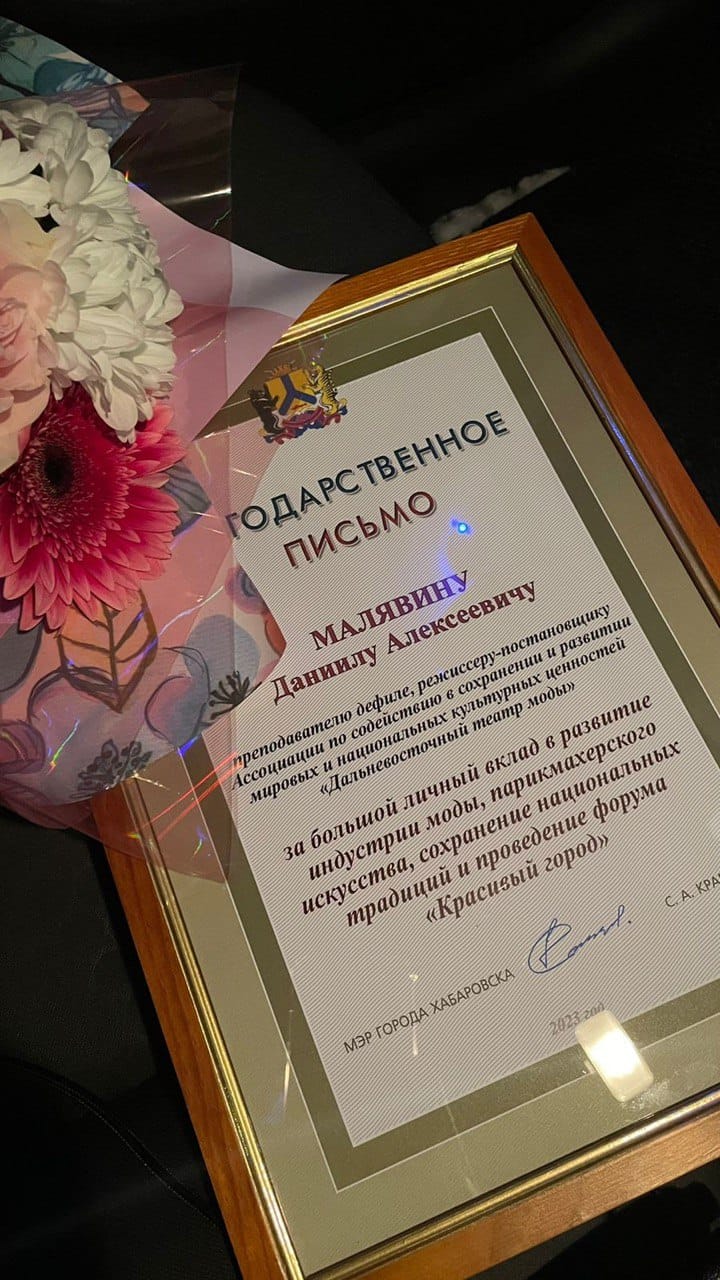 ГОДАРСТВЕННОЕ
ПИСЬМО
МАЛЯВИНУ
Даниилу Алексеевичу
преподавателю дефиле, режиссеру-постановщику
Ассоциации по содействию в сохранении и развитии
мировых и национальных культурных ценностей
«Дальневосточный театр моды»
за большой личный вклад в развитие
индустрии моды, парикмахерского
искусства, сохранение национальных
традиций и проведение форума
«Красивый город»
МЭР ГОРОДА ХАБАРОВСКА С. А. КРА
2023 год